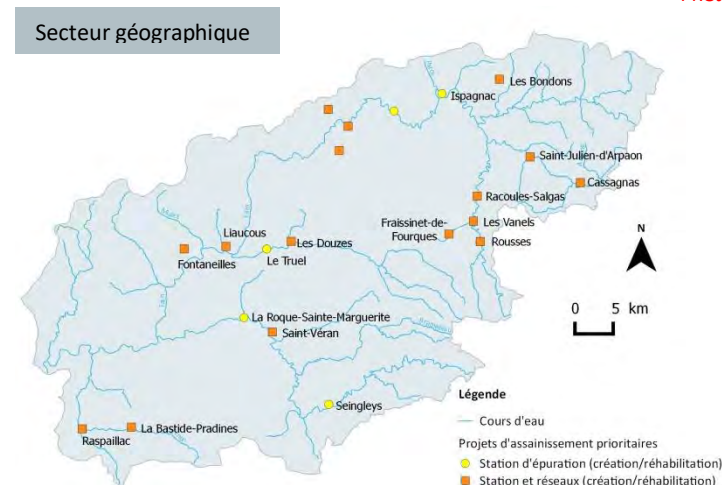 Secteur géographique
Les Bondons
Ispagnac
Saint-Julien-d'Arpaon
Cassagnas
Racoules-Salgas
Fraissinet-de-
Fourques
Les Vanels
Rousses
Liaucous
Les Douzes
Fontaneilles
Le Truel
La Roque-Sainte-Marguerite
Saint-Véran
Seingleys
La Bastide-Pradines
Raspaillac
N
0 5 km
Légende
Cours d'eau
Projets d'assainissement prioritaires
Station d'épuration (création/réhabilitation)
Station et réseaux (création/réhabilitation)